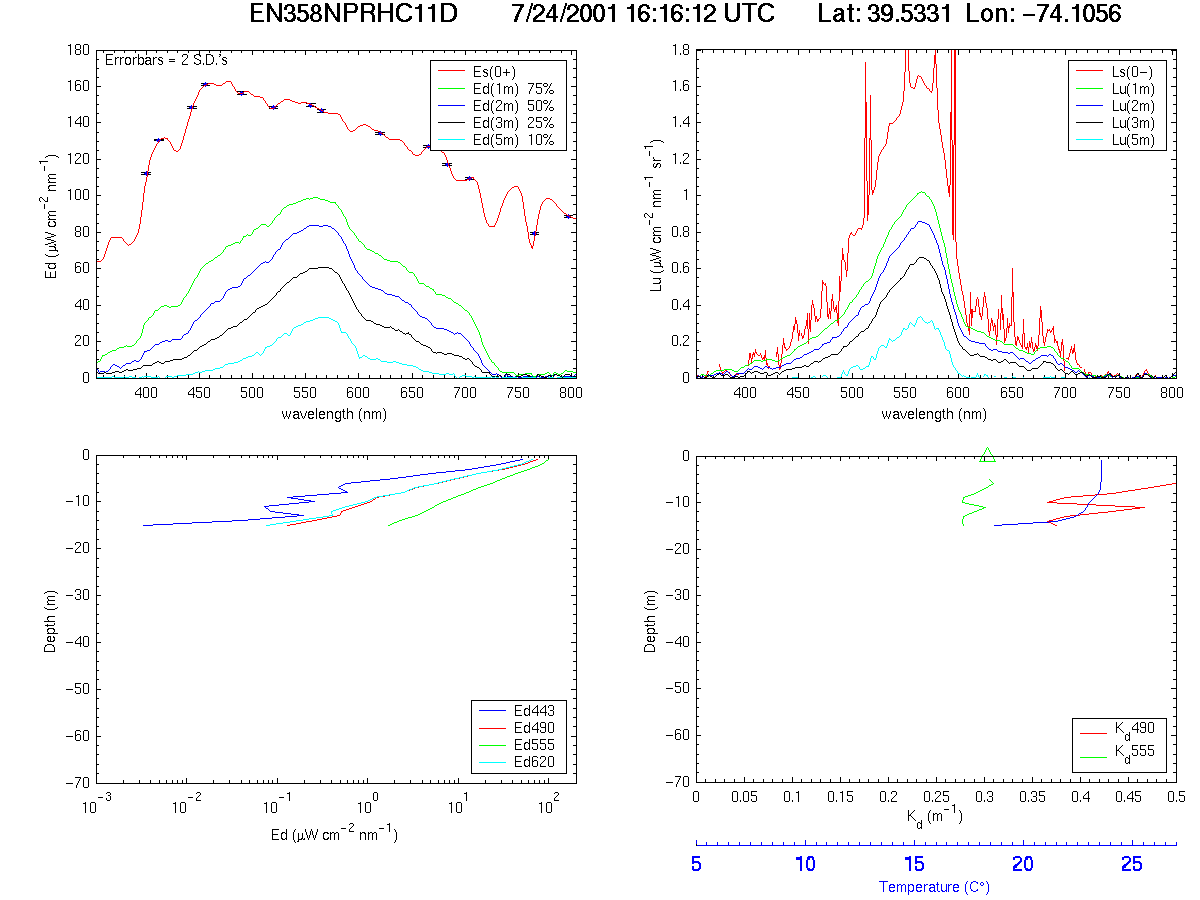 EN358NPRHC11D 7/24/2001 16:16:12 UTC Lat: 39.5331 Lon: −74.1056
Errorbars = 2 S.D.'s
Es(0+)
Ed(1m) 75%
Ed(2m) 50%
Ed(3m) 25%
Ed(5m) 10%
180
160
140
120
100
80
60
40
20
0
Ed (μW cm⁻² nm⁻¹)
400 450 500 550 600 650 700 750 800
wavelength (nm)
Ls(0−)
Lu(1m)
Lu(2m)
Lu(3m)
Lu(5m)
1.8
1.6
1.4
1.2
1
0.8
0.6
0.4
0.2
0
Lu (μW cm⁻² nm⁻¹ sr⁻¹)
400 450 500 550 600 650 700 750 800
wavelength (nm)
0
−10
−20
−30
−40
−50
−60
−70
Depth (m)
Ed443
Ed490
Ed555
Ed620
10⁻³ 10⁻² 10⁻¹ 10⁰ 10¹ 10²
Ed (μW cm⁻² nm⁻¹)
0
−10
−20
−30
−40
−50
−60
−70
Depth (m)
K_d490
K_d555
0 0.05 0.1 0.15 0.2 0.25 0.3 0.35 0.4 0.45 0.5
K_d (m⁻¹)
5 10 15 20 25
Temperature (C°)